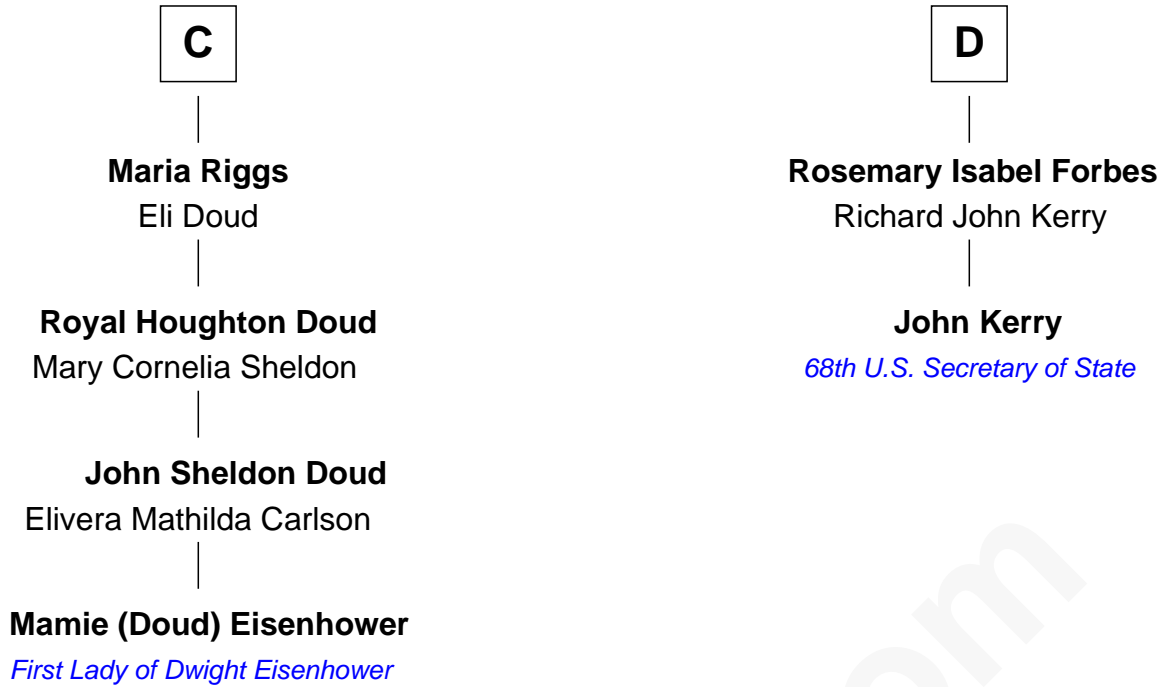 C
Maria Riggs
Eli Doud
Royal Houghton Doud
Mary Cornelia Sheldon
John Sheldon Doud
Elivera Mathilda Carlson
Mamie (Doud) Eisenhower
First Lady of Dwight Eisenhower
D
Rosemary Isabel Forbes
Richard John Kerry
John Kerry
68th U.S. Secretary of State
om